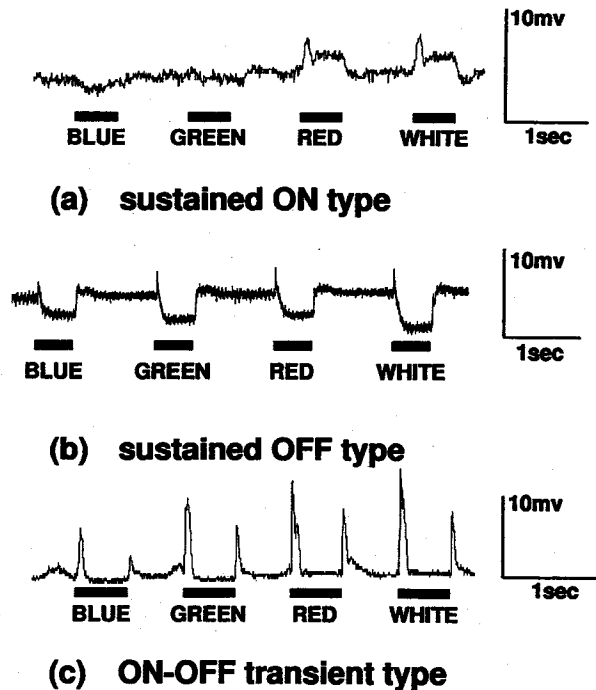 10mv
1sec
BLUE GREEN RED WHITE
(a) sustained ON type
10mv
1sec
BLUE GREEN RED WHITE
(b) sustained OFF type
10mv
1sec
BLUE GREEN RED WHITE
(c) ON-OFF transient type